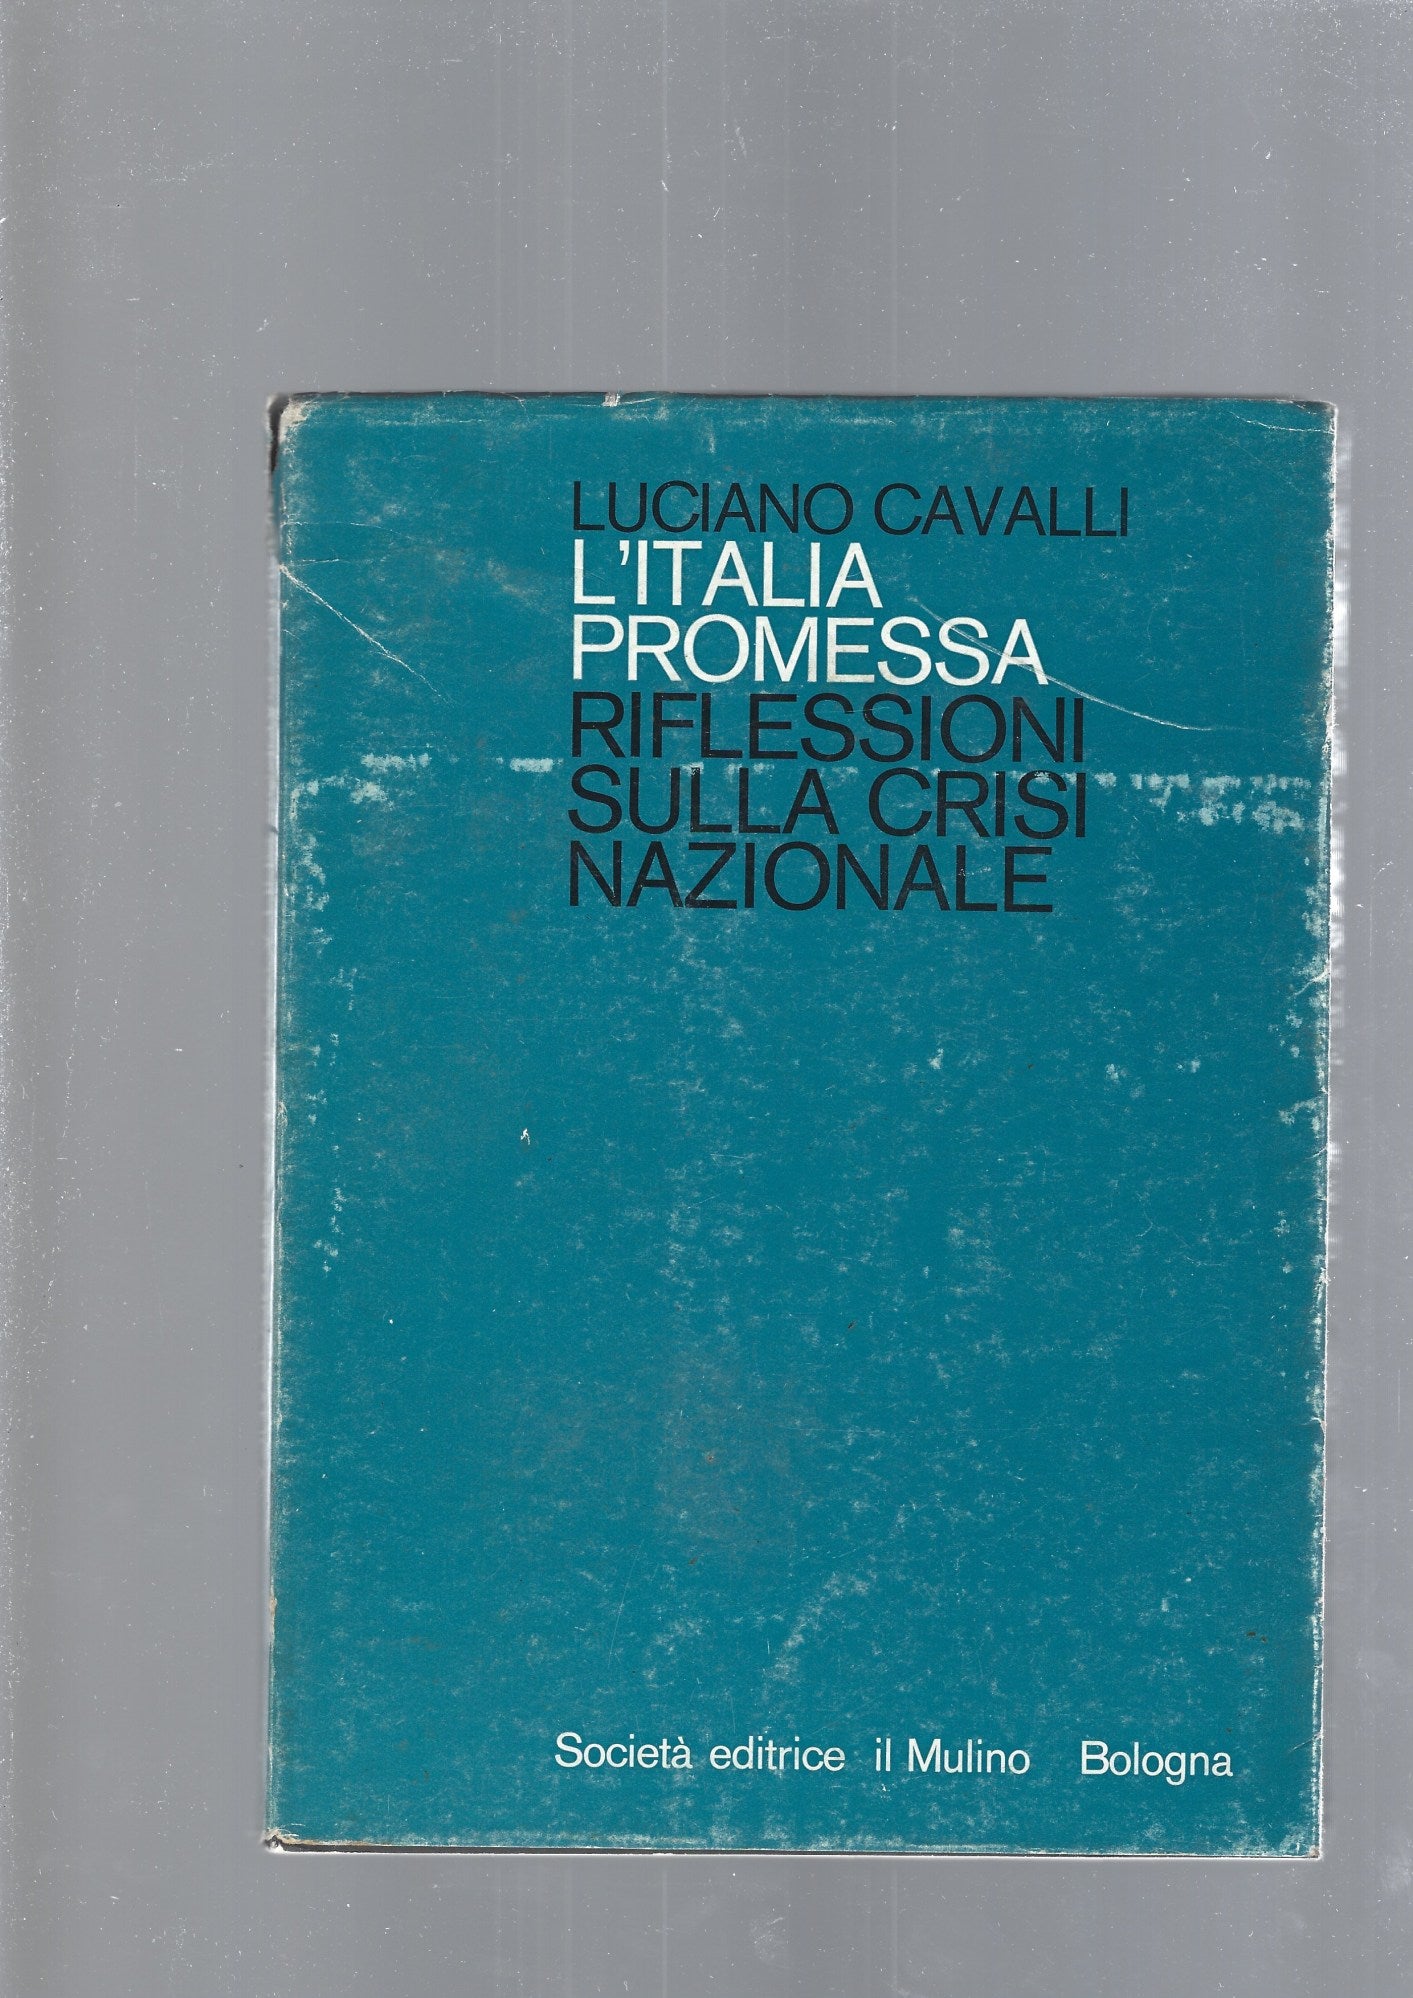 LUCIANO CAVALLI
L'ITALIA
PROMESSA
RIFLESSIONI
SULLA CRISI
NAZIONALE
Società editrice il Mulino Bologna